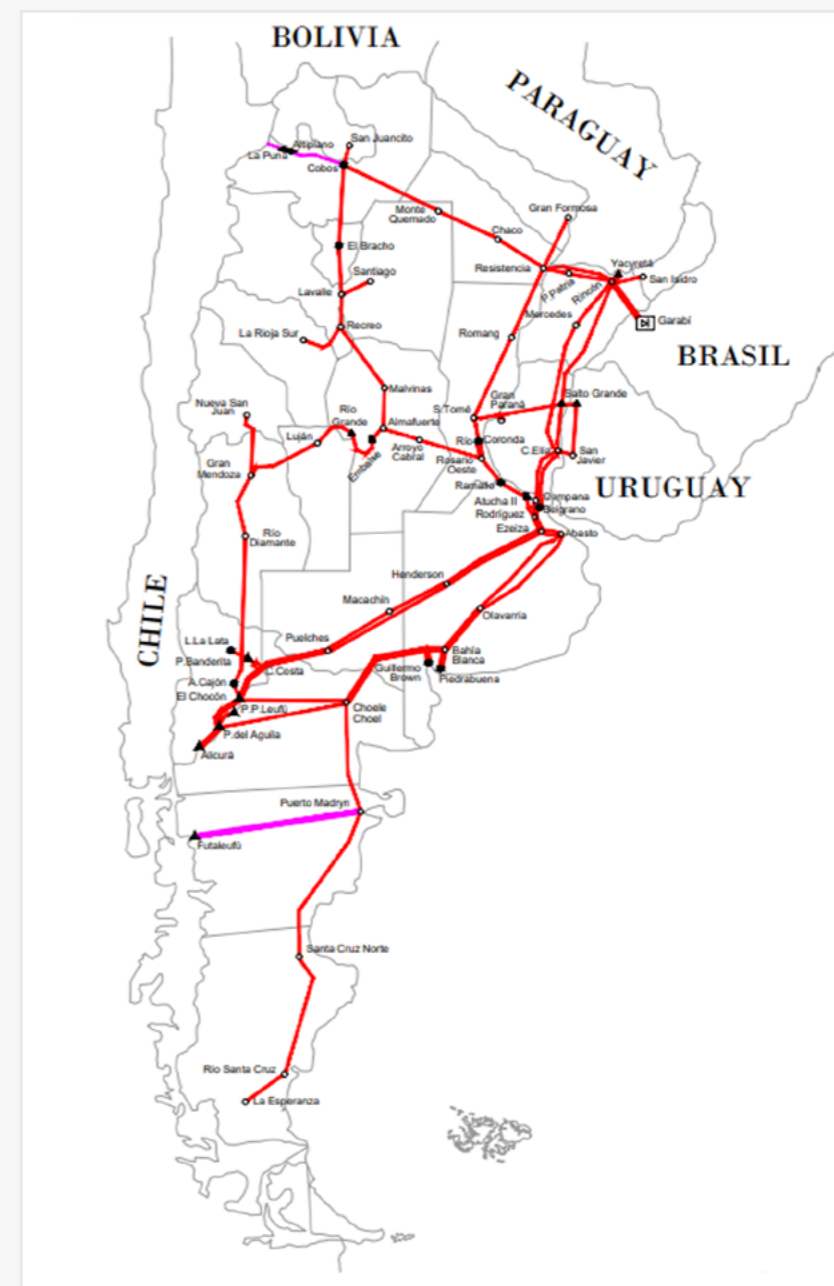 BOLIVIA
PARAGUAY
San Juancito
Altiplano
La Puna
Cobos
Monte
Quemado
Gran Formosa
Chaco
El Bracho
Santiago
Resistencia
Yacyretá
P.Patria
Rincón
San Isidro
Lavalle
Mercedes
Garabí
Recreo
La Rioja Sur
Romang
BRASIL
Malvinas
Nueva San
Juan
Río
Grande
Gran
Paraná
Salto Grande
S.Tomé
Almafuerte
Luján
Embalse
Arroyo
Cabral
Río Coronda
Rosario
Oeste
C.Elía
San
Javier
Gran
Mendoza
Ramallo
URUGUAY
Atucha II
Campana
Rodríguez
Belgrano
Ezeiza
Abasto
Río
Diamante
Henderson
Macachín
Olavarría
CHILE
L.La Lata
Puelches
P.Banderita
C.Costa
Bahía
Blanca
Guillermo
Brown
Piedrabuena
A.Cajón
El Chocón
P.P.Leufú
Choele
Choel
P.del Aguila
Alicurá
Puerto Madryn
Futaleufú
Santa Cruz Norte
Rio Santa Cruz
La Esperanza